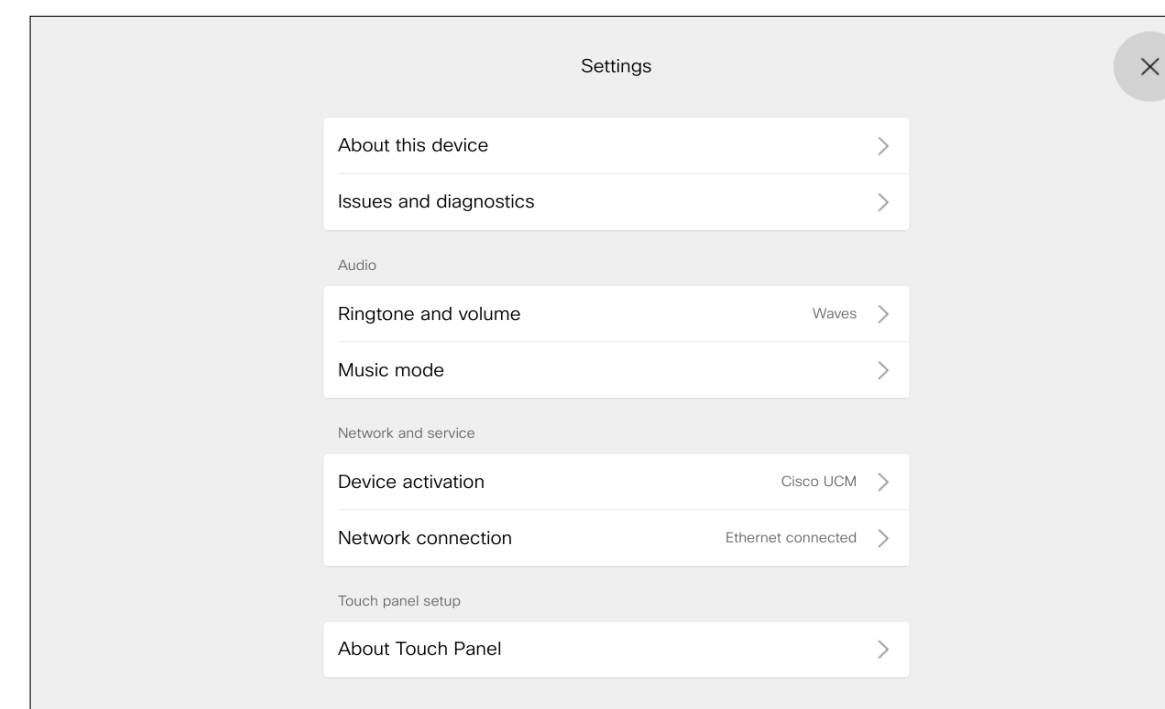 Settings
About this device
Issues and diagnostics
Audio
Ringtone and volume Waves
Music mode
Network and service
Device activation Cisco UCM
Network connection Ethernet connected
Touch panel setup
About Touch Panel